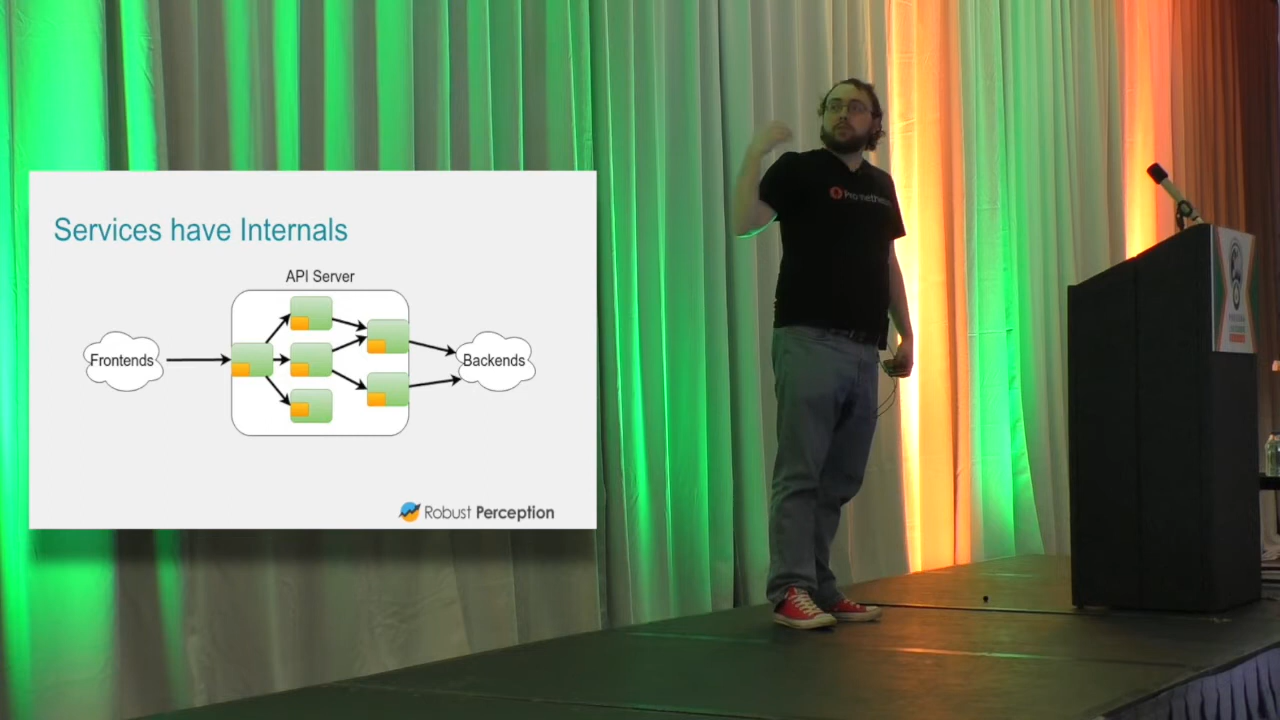 Services have Internals
API Server
Frontends
Backends
Robust Perception
Prometheus